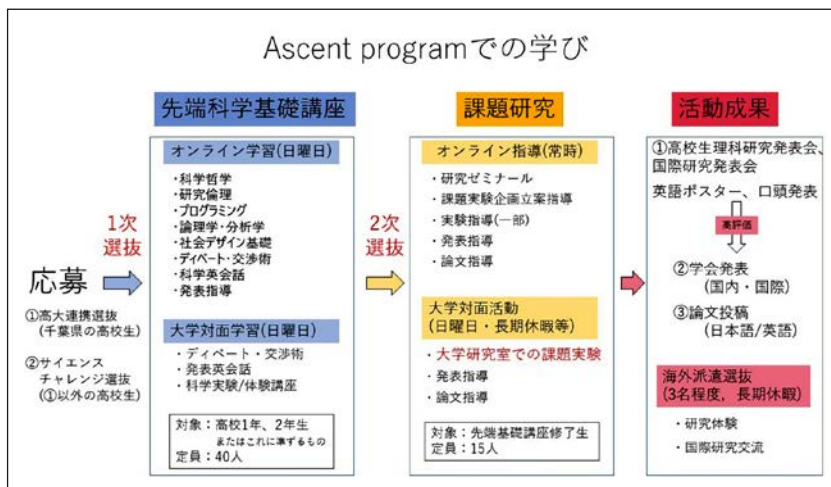 Ascent programでの学び
応募
①高大連携選抜
(千葉県の高校生)
②サイエンス
チャレンジ選抜
(①以外の高校生)
1次
選抜
先端科学基礎講座
オンライン学習(日曜日)
・科学哲学
・研究倫理
・プログラミング
・論理学・分析学
・社会デザイン基礎
・ディベート・交渉術
・科学英会話
・発表指導
大学対面学習(日曜日)
・ディベート・交渉術
・発表英会話
・科学実験/体験講座
対象：高校1年、2年生
またはこれに準ずるもの
定員：40人
2次
選抜
課題研究
オンライン指導(常時)
・研究ゼミナール
・課題実験企画立案指導
・実験指導(一部)
・発表指導
・論文指導
大学対面活動
(日曜日・長期休暇等)
・大学研究室での課題実験
・発表指導
・論文指導
対象：先端基礎講座修了生
定員：15人
活動成果
①高校生理科研究発表会、
国際研究発表会
英語ポスター、口頭発表
高評価
②学会発表
(国内・国際)
③論文投稿
(日本語/英語)
海外派遣選抜
(3名程度，長期休暇)
・研究体験
・国際研究交流